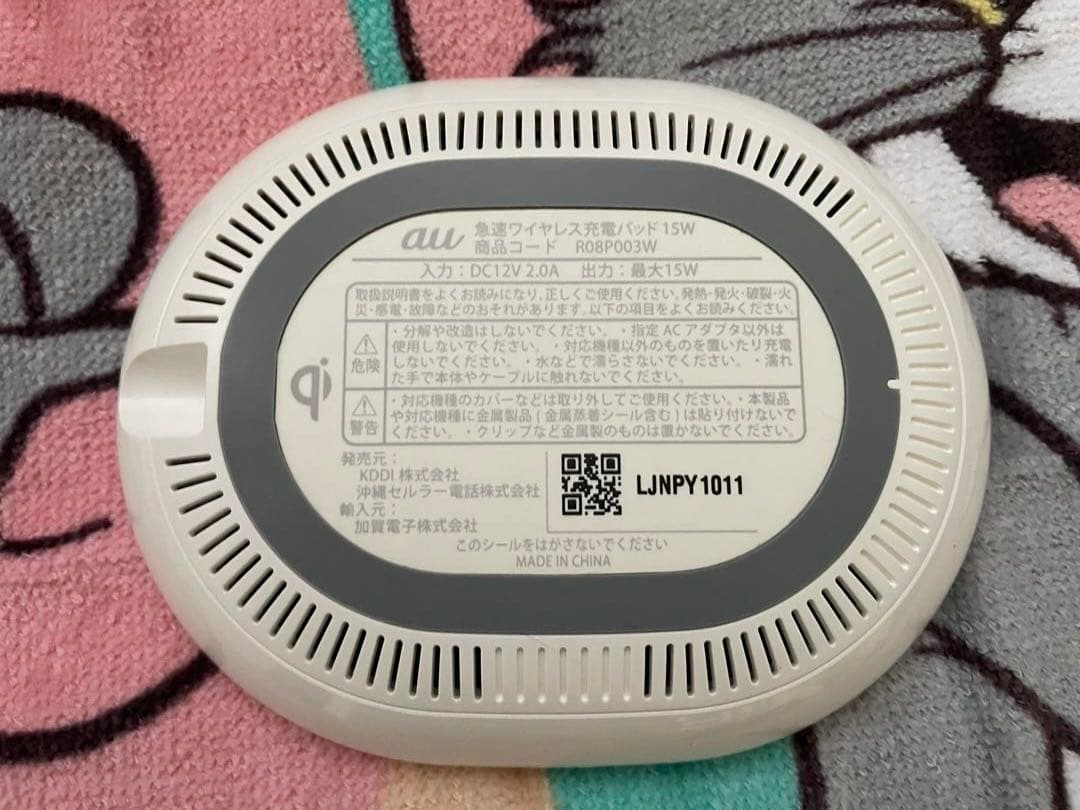 au 急速ワイヤレス充電パッド15W
商品コード R08P003W
入力：DC12V 2.0A 出力：最大15W
取扱説明書をよくお読みになり、正しくご使用ください。発熱・発火・破裂・火
災・感電・故障などのおそれがあります。以下の項目をよくお読みください。
危険
・分解や改造はしないでください。・指定ACアダプタ以外は
使用しないでください。・対応機種以外のものを置いたり充電
しないでください。・水などで濡らさないでください。・濡れ
た手で本体やケーブルに触れないでください。
警告
・対応機種のカバーなどは取り外してご使用ください。・本製品
や対応機種に金属製品(金属蒸着シール含む)は貼り付けないで
ください。・クリップなど金属製のものは置かないでください。
qi
発売元：
KDDI株式会社
沖縄セルラー電話株式会社
輸入元：
加賀電子株式会社
LJNPY1011
このシールをはがさないでください
MADE IN CHINA